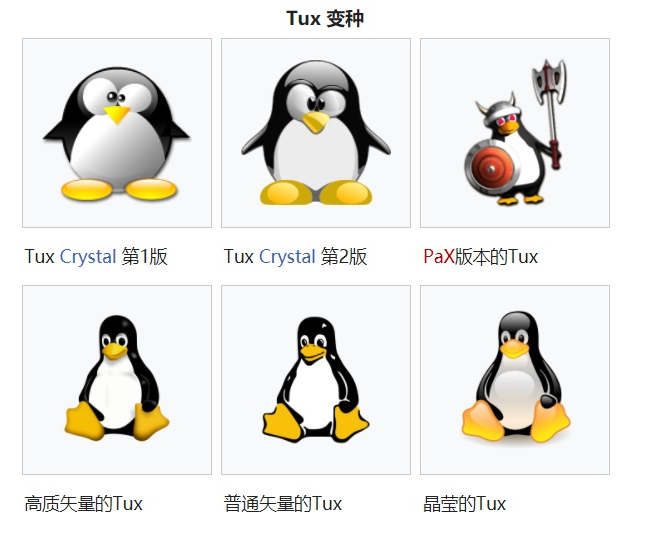 Tux 变种
Tux Crystal 第1版
Tux Crystal 第2版
PaX版本的Tux
高质矢量的Tux
普通矢量的Tux
晶莹的Tux